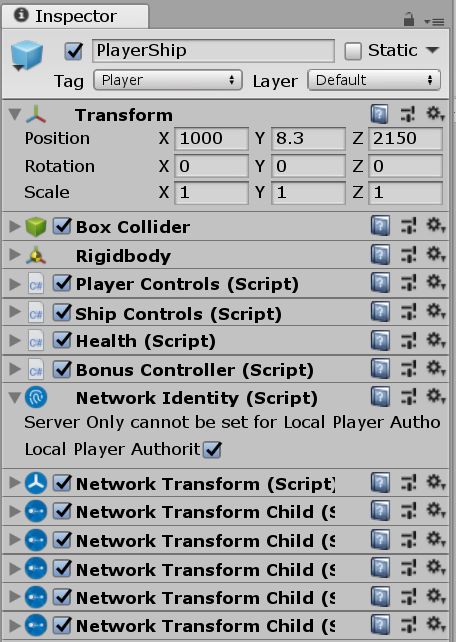 Inspector
PlayerShip Static
Tag Player Layer Default
Transform
Position X 1000 Y 8.3 Z 2150
Rotation X 0 Y 0 Z 0
Scale X 1 Y 1 Z 1
Box Collider
Rigidbody
C# Player Controls (Script)
C# Ship Controls (Script)
C# Health (Script)
C# Bonus Controller (Script)
Network Identity (Script)
Server Only cannot be set for Local Player Autho
Local Player Authorit
Network Transform (Script)
Network Transform Child (S
Network Transform Child (S
Network Transform Child (S
Network Transform Child (S
Network Transform Child (S